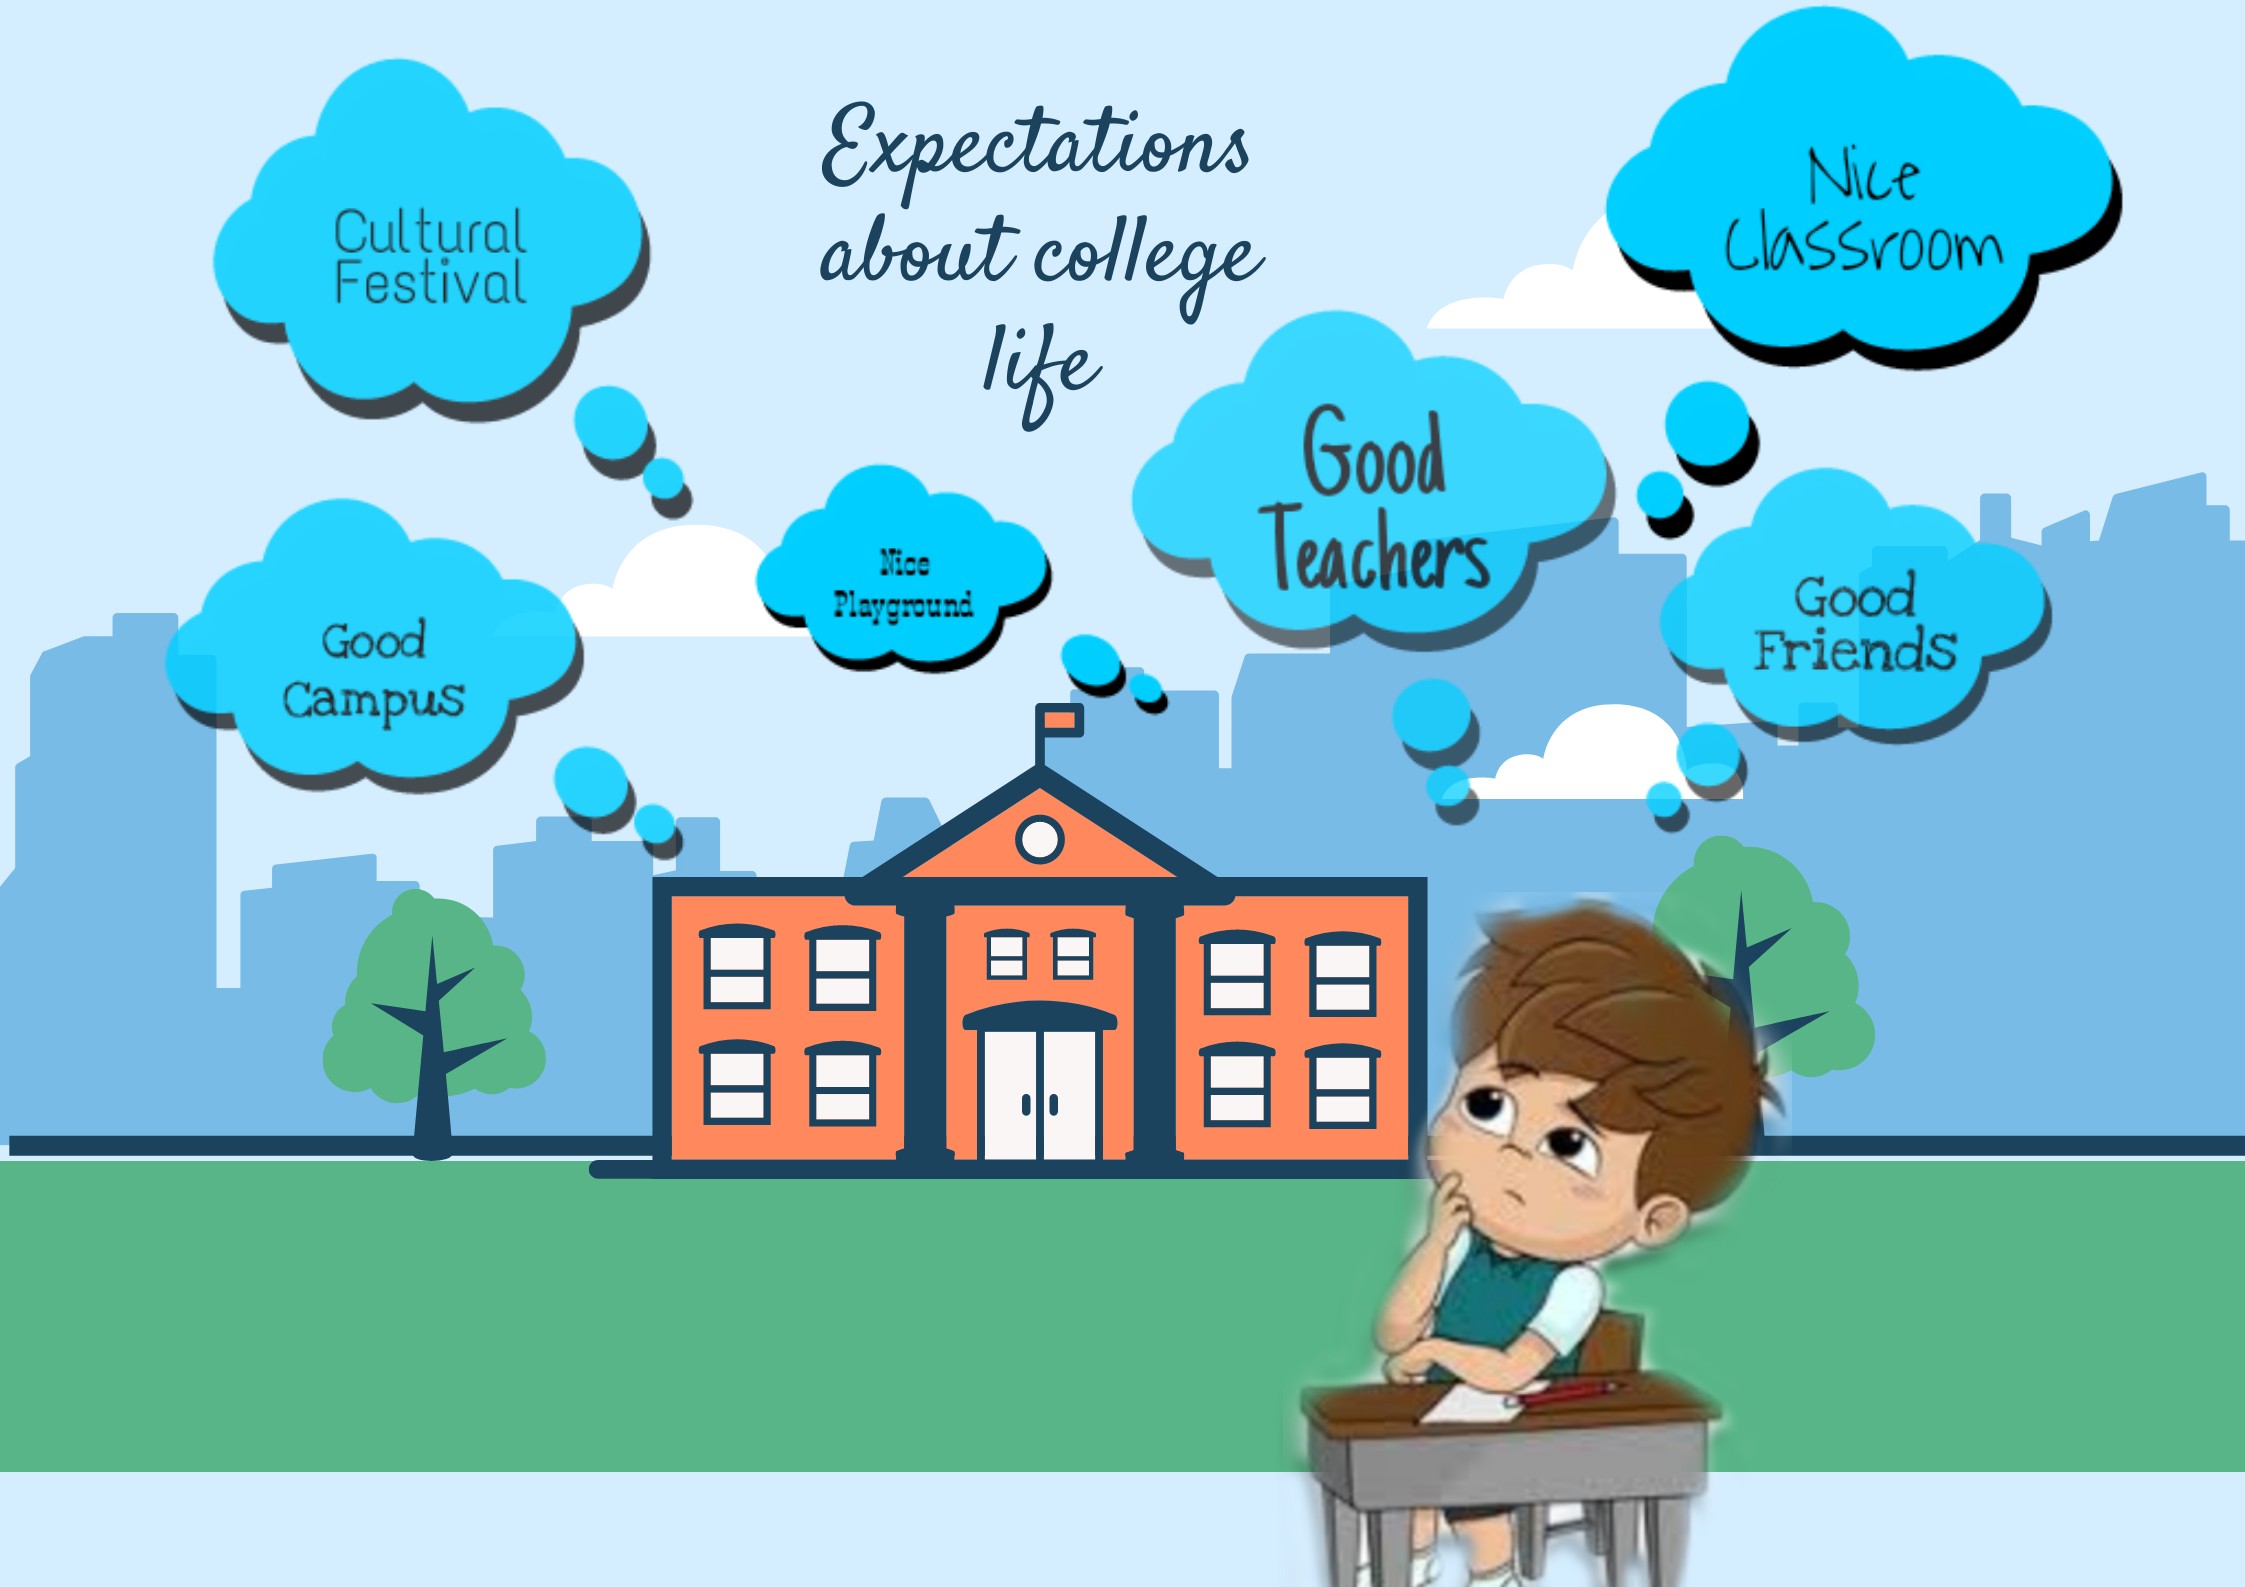 Expectations
about college
life
Cultural
Festival
Nice
Classroom
Good
Teachers
Nice
Playground
Good
Campus
Good
Friends